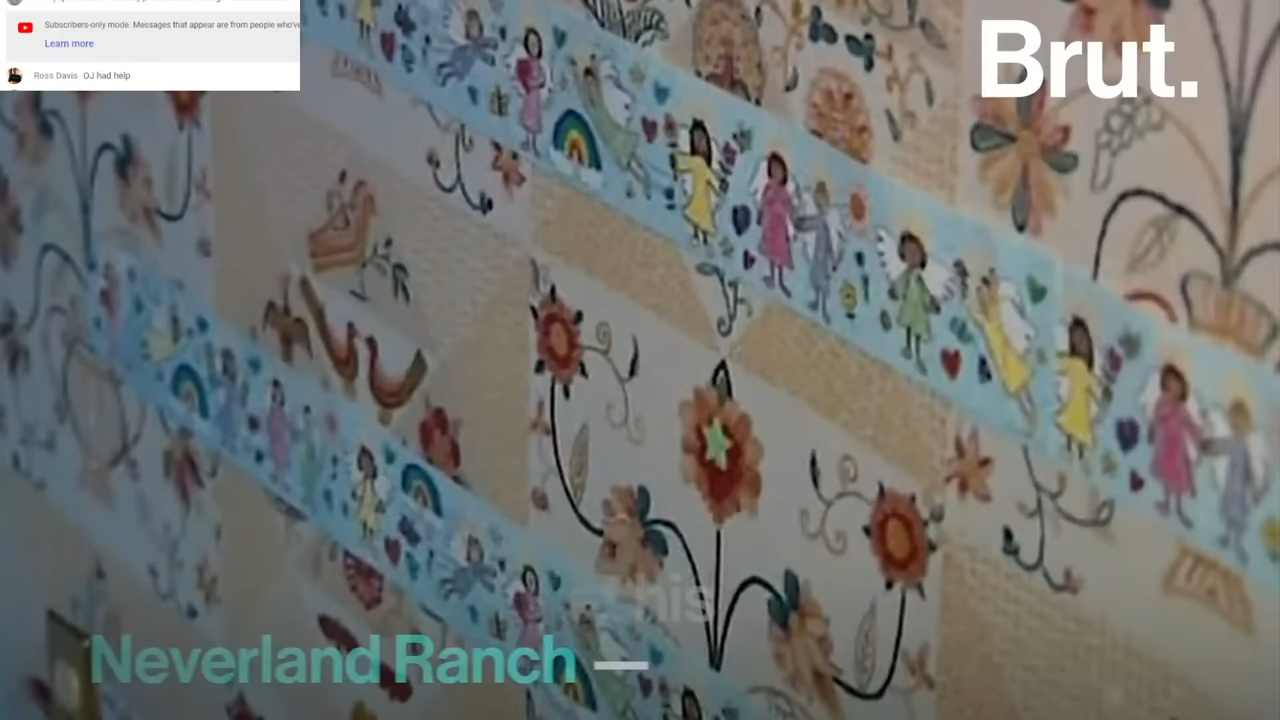 Subscribers-only mode. Messages that appear are from people who've
Learn more
Ross Davis OJ had help
Brut.
his
Neverland Ranch —